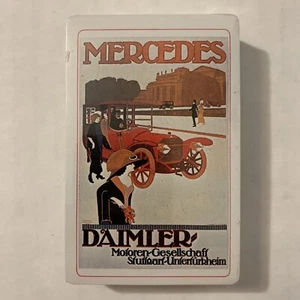 MERCEDES
DAIMLER-
Motoren-Gesellschaft
Stuttgart-Untertürkheim